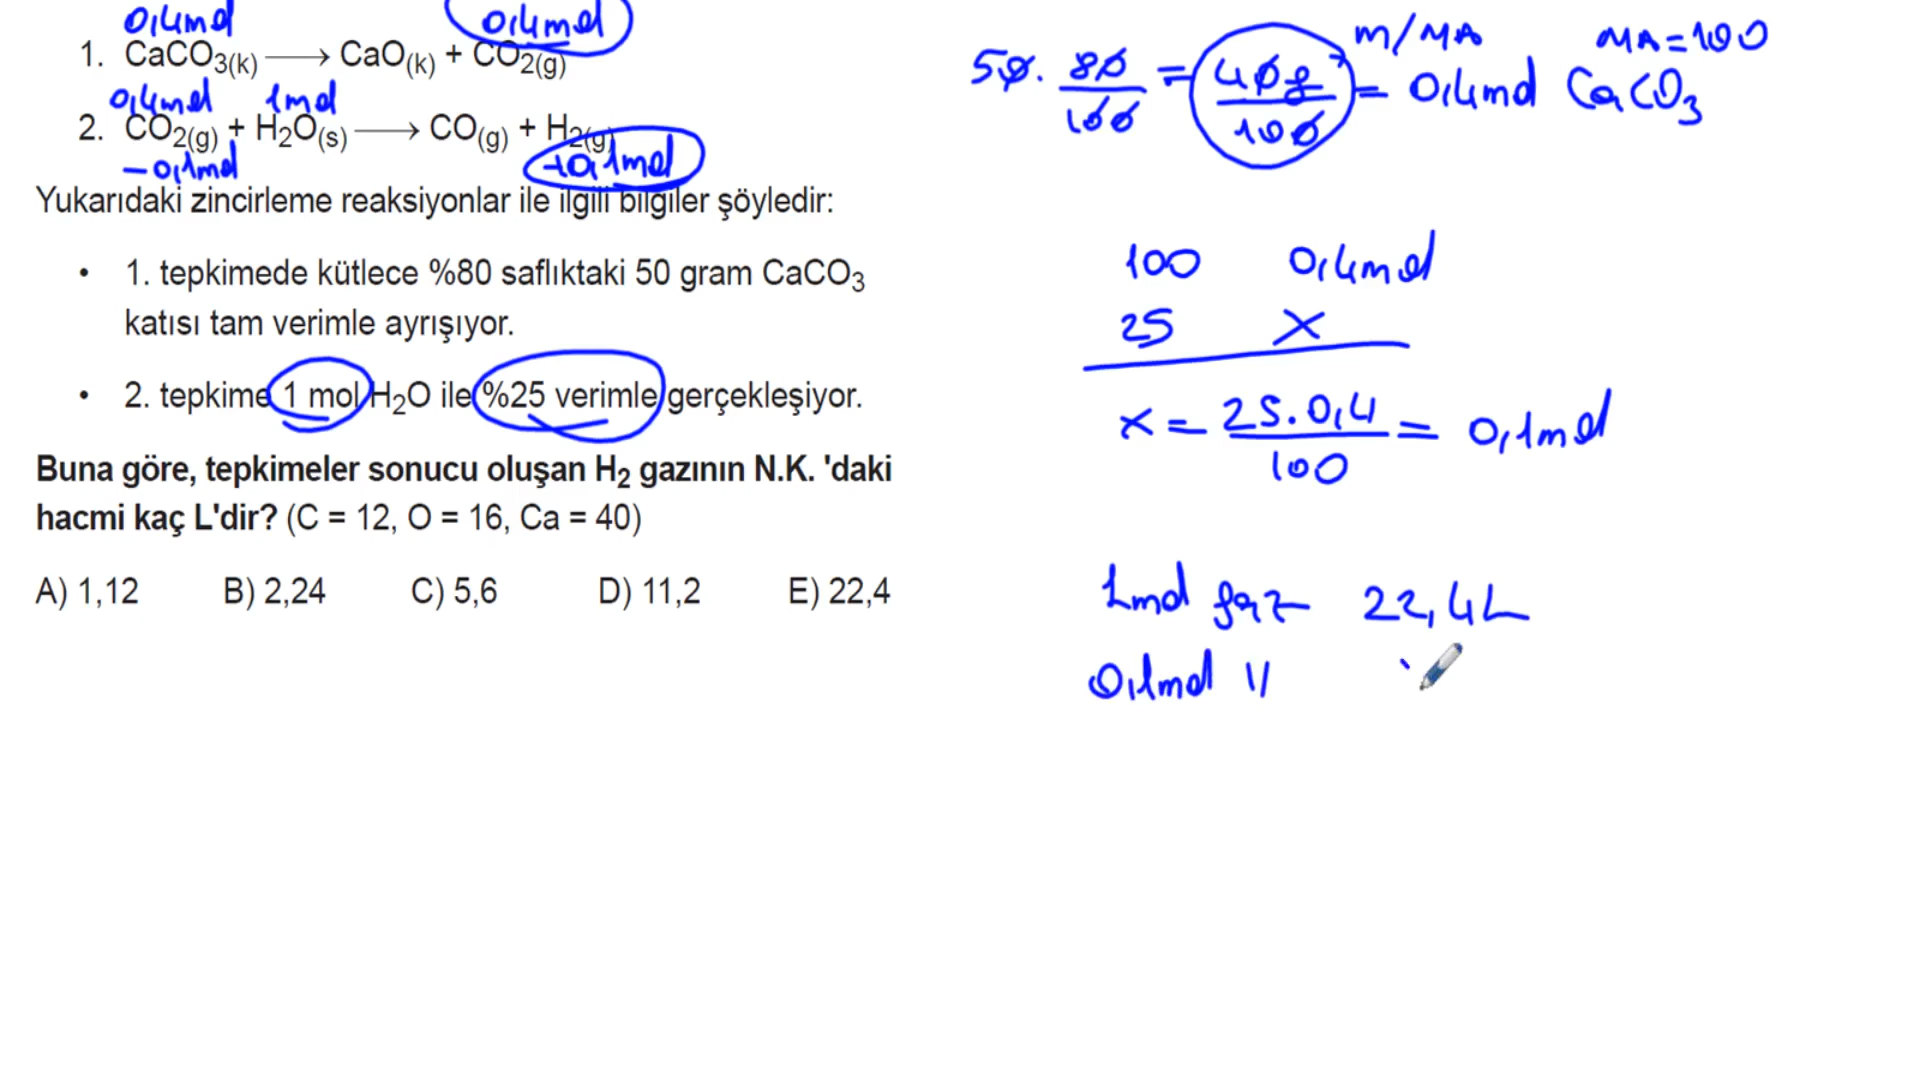 0,4mol 0,4mol
1. CaCO3(k) ⟶ CaO(k) + CO2(g)
0,4mol 1mol
2. CO2(g) + H2O(s) ⟶ CO(g) + H2(g)
-0,1mol +0,1mol
Yukarıdaki zincirleme reaksiyonlar ile ilgili bilgiler şöyledir:
• 1. tepkimede kütlece %80 saflıktaki 50 gram CaCO3
katısı tam verimle ayrışıyor.
• 2. tepkime 1 mol H2O ile %25 verimle gerçekleşiyor.
Buna göre, tepkimeler sonucu oluşan H2 gazının N.K. 'daki
hacmi kaç L'dir? (C = 12, O = 16, Ca = 40)
A) 1,12 B) 2,24 C) 5,6 D) 11,2 E) 22,4
m/MA MA=100
50. 80/100 = 40g/100 = 0,4mol CaCO3
100 0,4mol
25 X
x = 25.0,4/100 = 0,1mol
1mol gaz 22,4L
0,1mol //